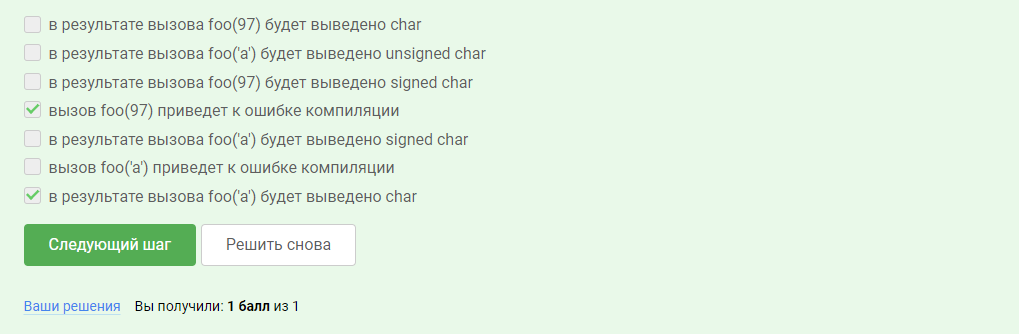 в результате вызова foo(97) будет выведено char
в результате вызова foo('a') будет выведено unsigned char
в результате вызова foo(97) будет выведено signed char
вызов foo(97) приведет к ошибке компиляции
в результате вызова foo('a') будет выведено signed char
вызов foo('a') приведет к ошибке компиляции
в результате вызова foo('a') будет выведено char
Следующий шаг Решить снова
Ваши решения Вы получили: 1 балл из 1